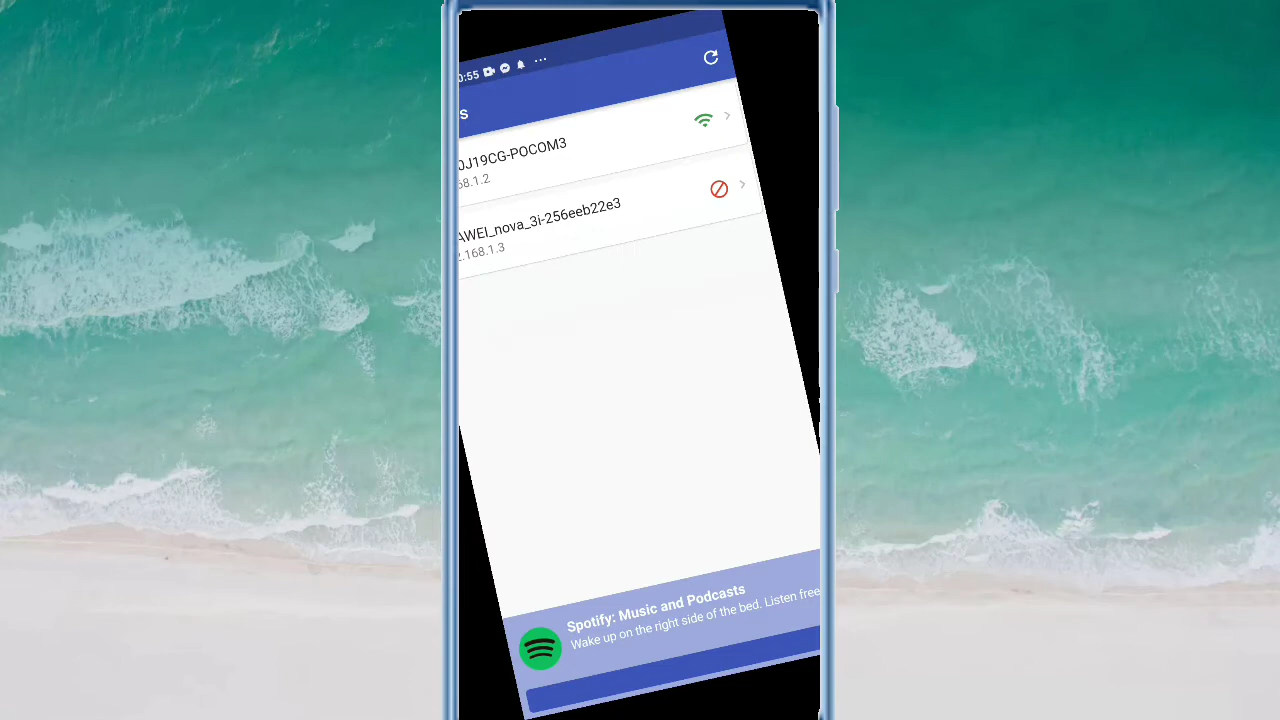 0:55 ...
s
0J19CG-POCOM3
68.1.2
AWEI_nova_3i-256eeb22e3
2.168.1.3
Spotify: Music and Podcasts
Wake up on the right side of the bed. Listen free